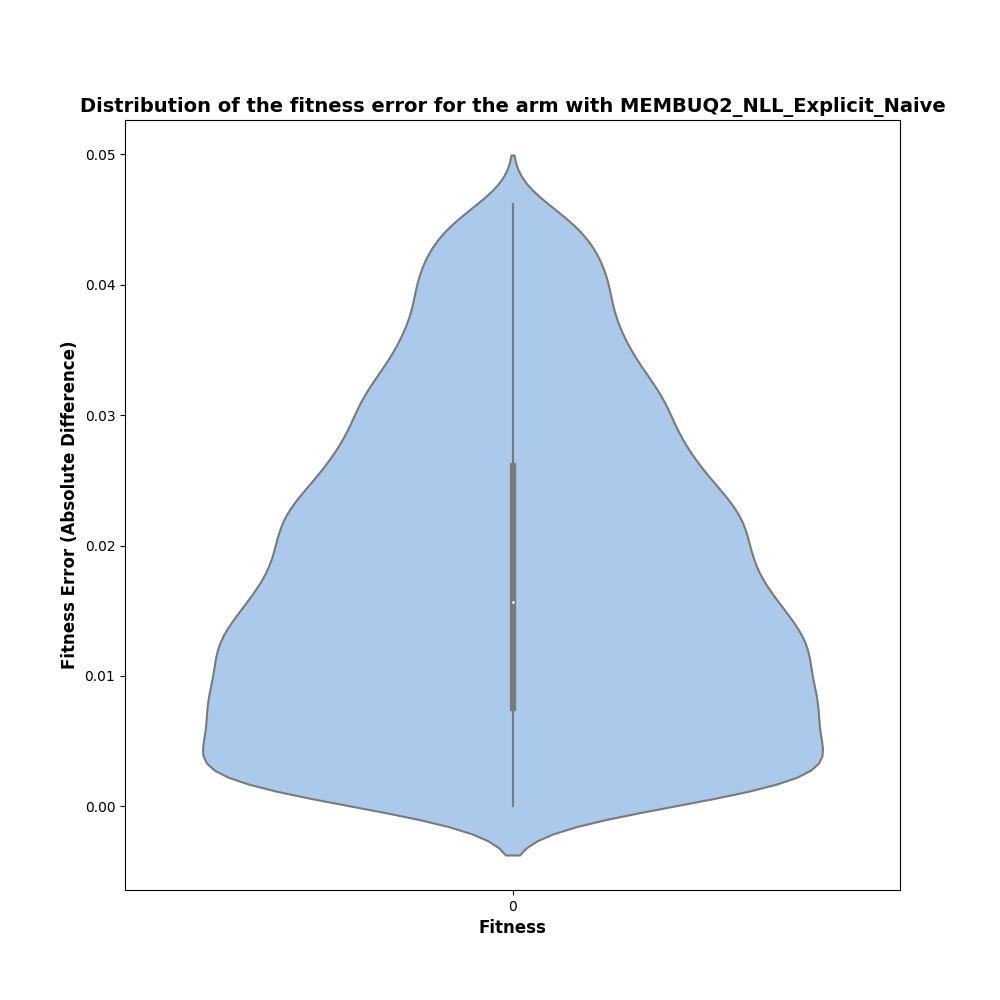 Distribution of the fitness error for the arm with MEMBUQ2_NLL_Explicit_Naive
0.05
0.04
0.03
0.02
0.01
0.00
Fitness Error (Absolute Difference)
0
Fitness